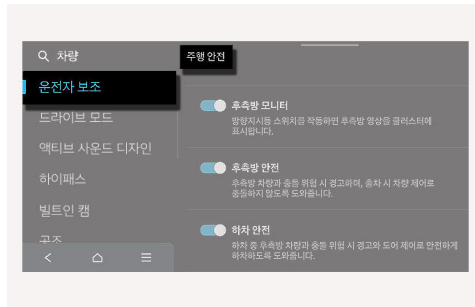 차량
운전자 보조
드라이브 모드
액티브 사운드 디자인
하이패스
빌트인 캠
공조
주행 안전
후측방 모니터
방향지시등 스위치를 작동하면 후측방 영상을 클러스터에
표시합니다.
후측방 안전
후측방 차량과 충돌 위험 시 경고하며, 출차 시 차량 제어로
충돌하지 않도록 도와줍니다.
하차 안전
하차 중 후측방 차량과 충돌 위험 시 경고와 도어 제어로 안전하게
하차하도록 도와줍니다.